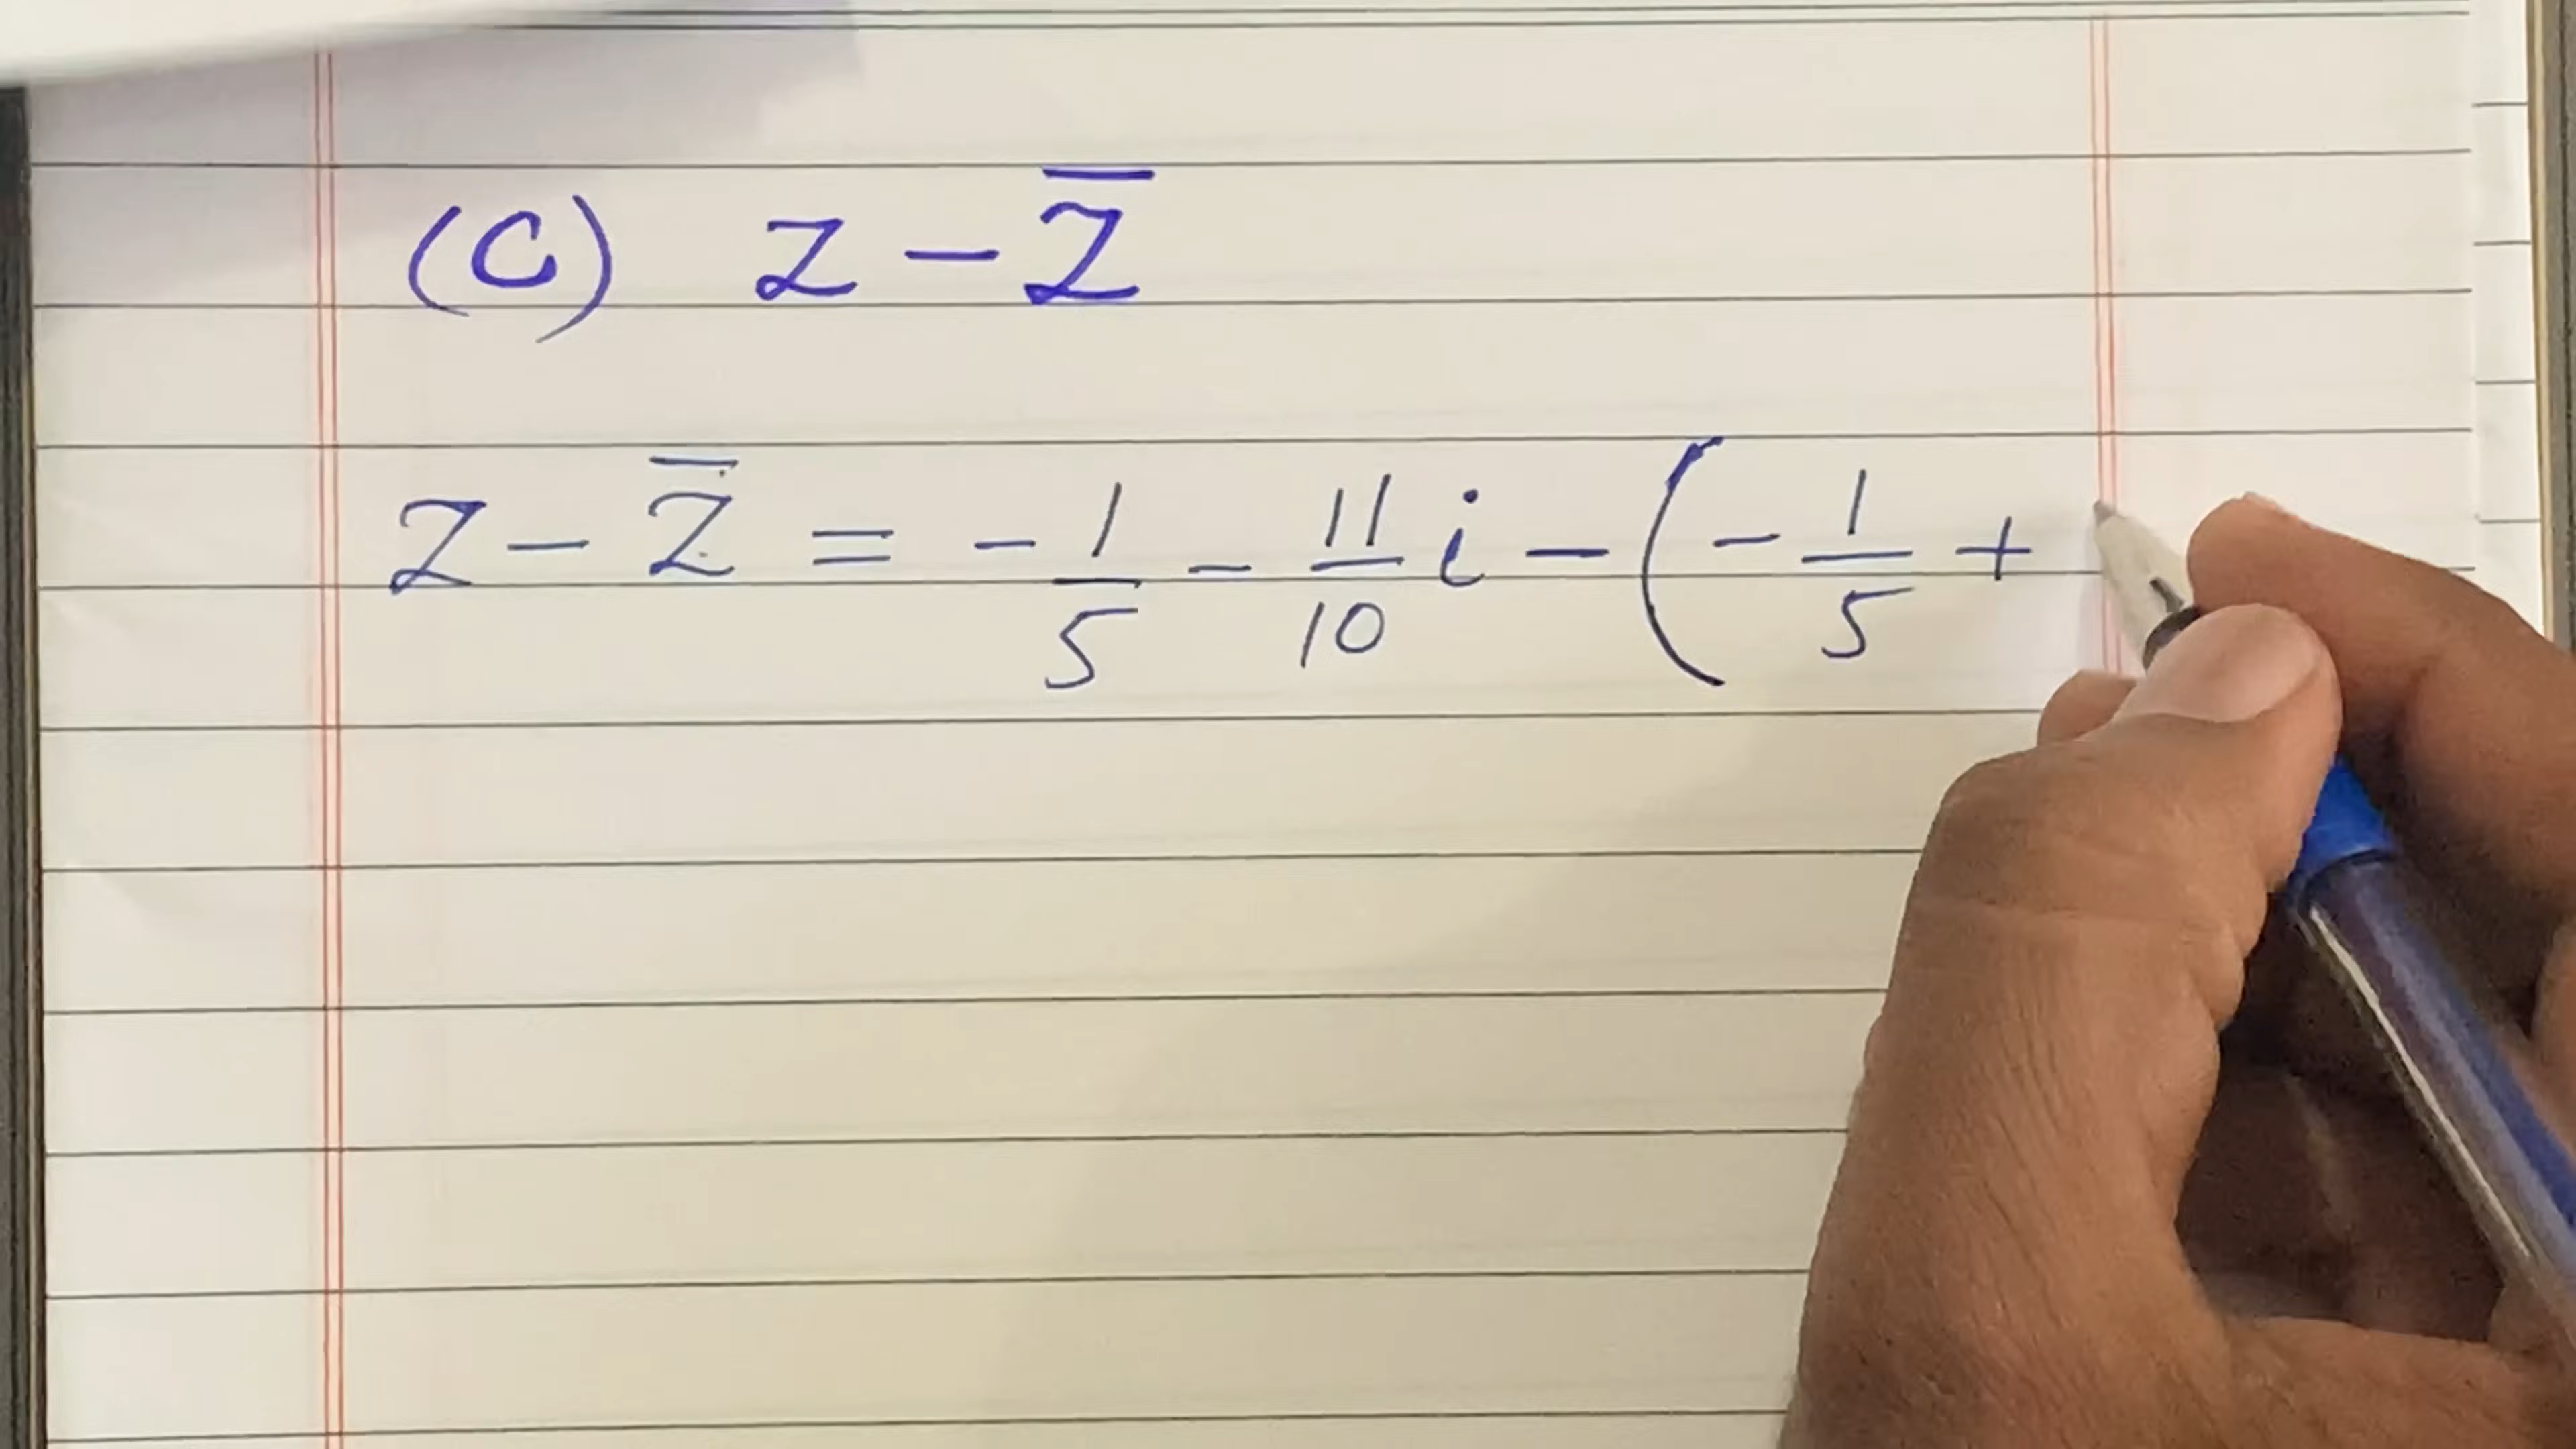 (C) z - z̅
z - z̅ = - 1/5 - 11/10 i - ( - 1/5 +